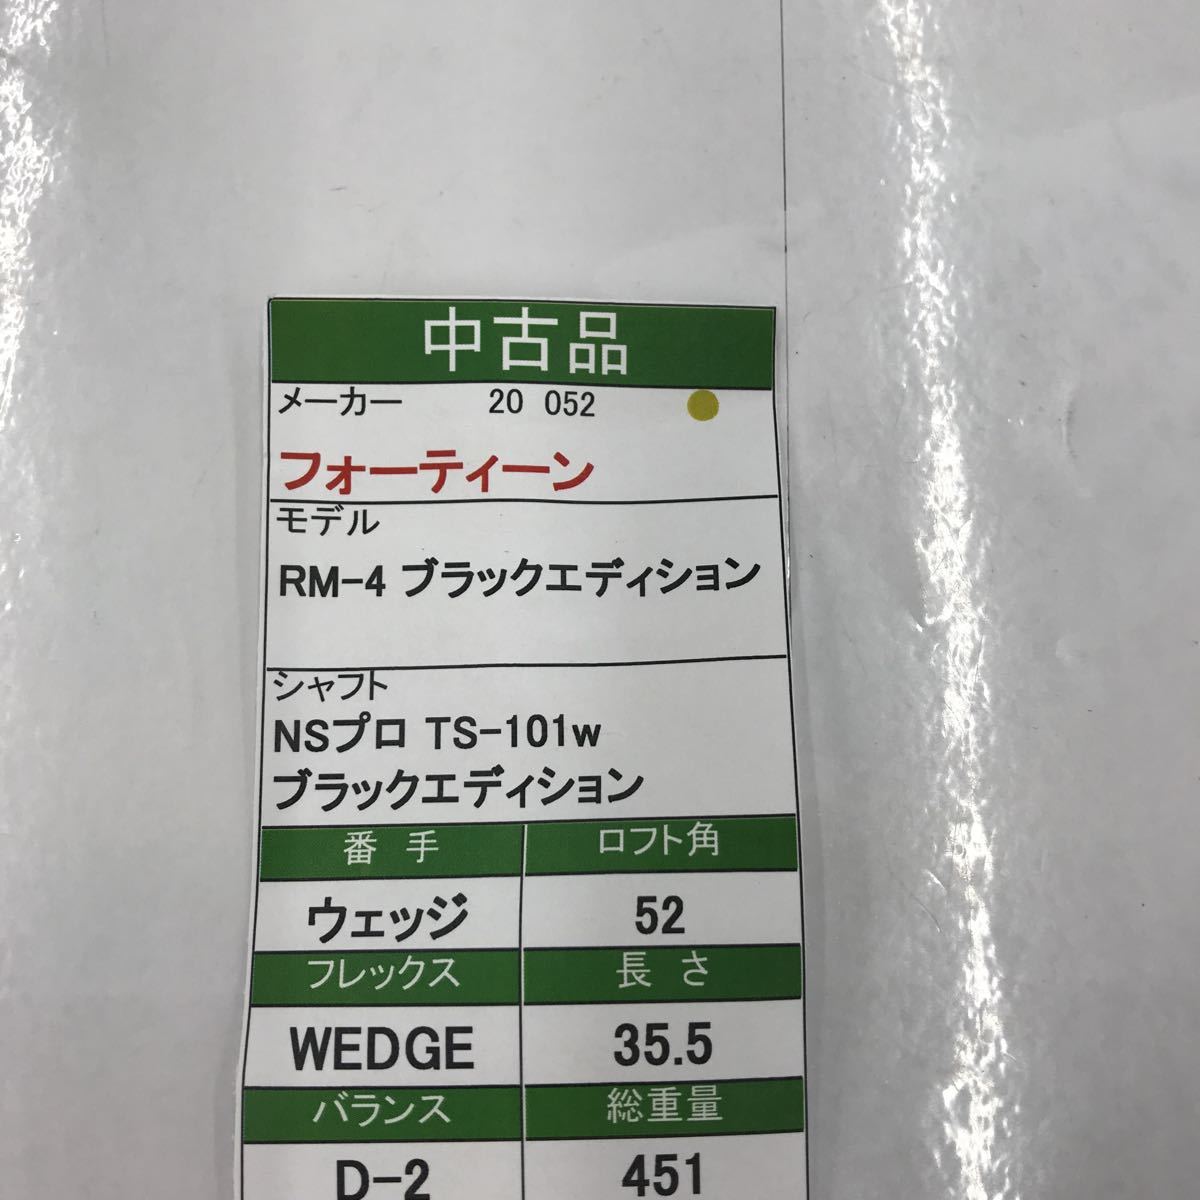 中古品
メーカー 20 052
フォーティーン
モデル
RM-4 ブラックエディション
シャフト
NSプロ TS-101w
ブラックエディション
番手 ロフト角
ウェッジ 52
フレックス 長さ
WEDGE 35.5
バランス 総重量
D-2 451